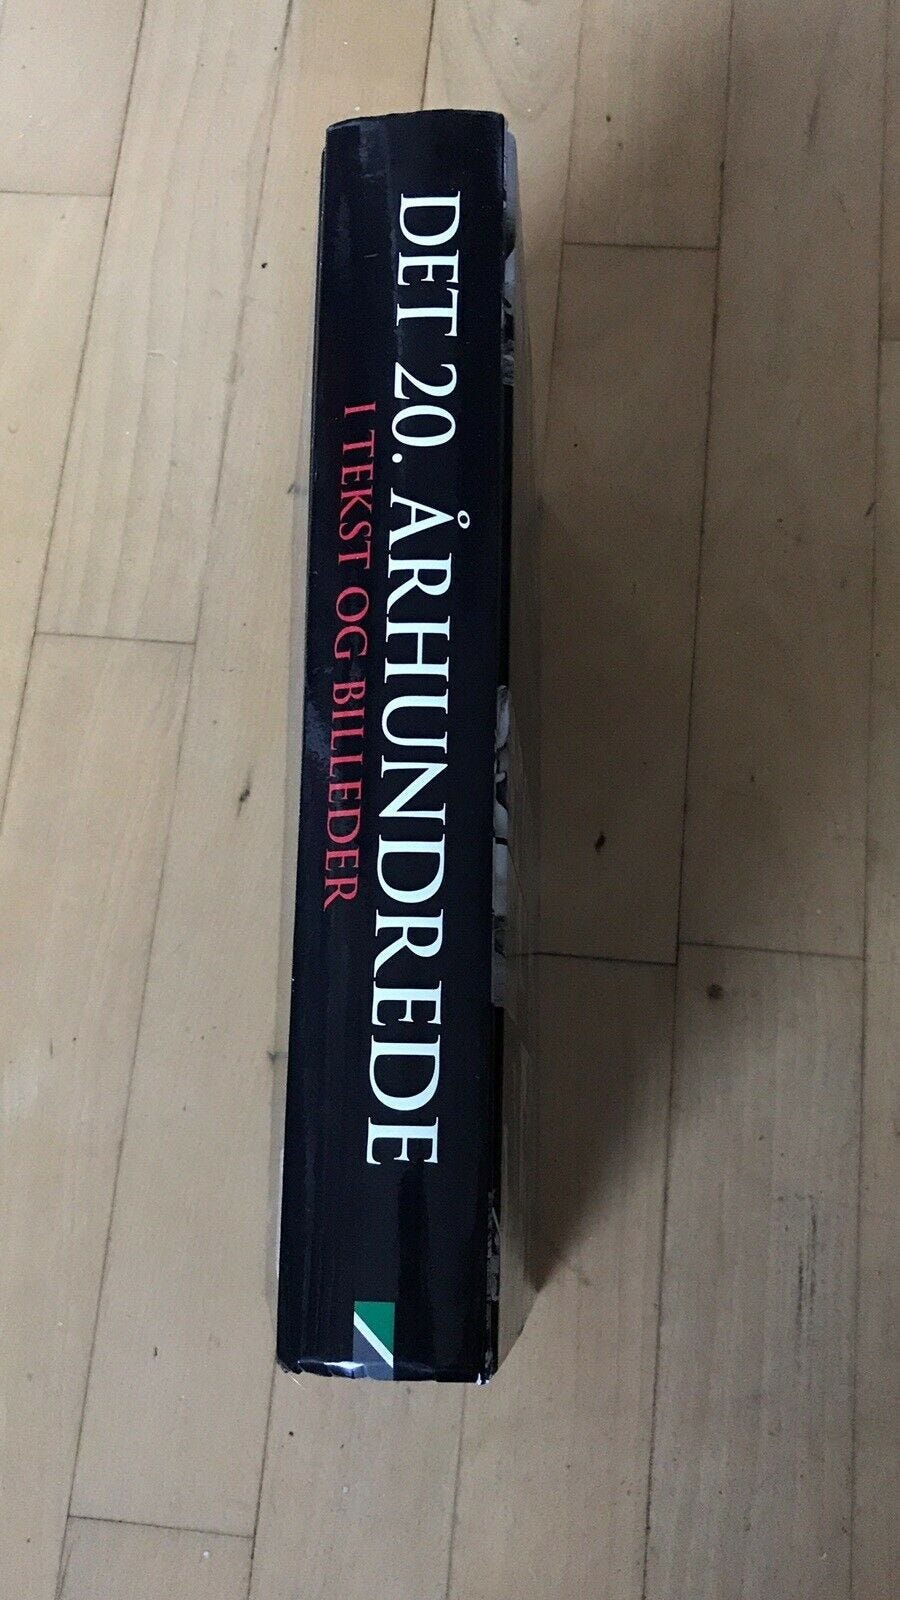 DET 20. ÅRHUNDREDE
I TEKST OG BILLEDER